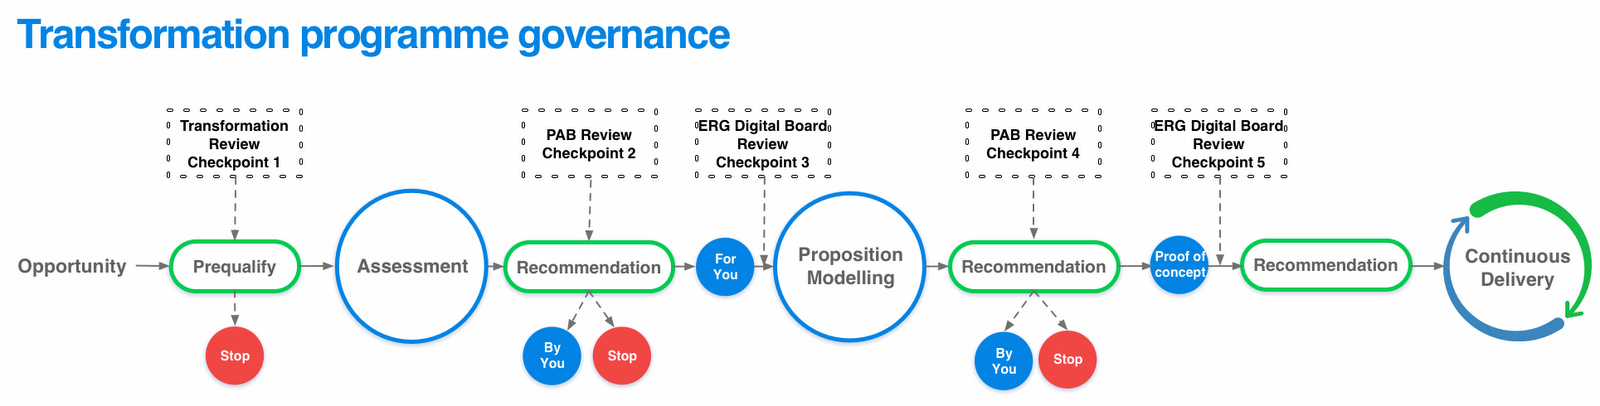 Transformation programme governance
Transformation
Review
Checkpoint 1
PAB Review
Checkpoint 2
ERG Digital Board
Review
Checkpoint 3
PAB Review
Checkpoint 4
ERG Digital Board
Review
Checkpoint 5
Opportunity
Prequalify
Assessment
Recommendation
For
You
Proposition
Modelling
Recommendation
Proof of
concept
Recommendation
Continuous
Delivery
Stop
By
You
Stop
By
You
Stop